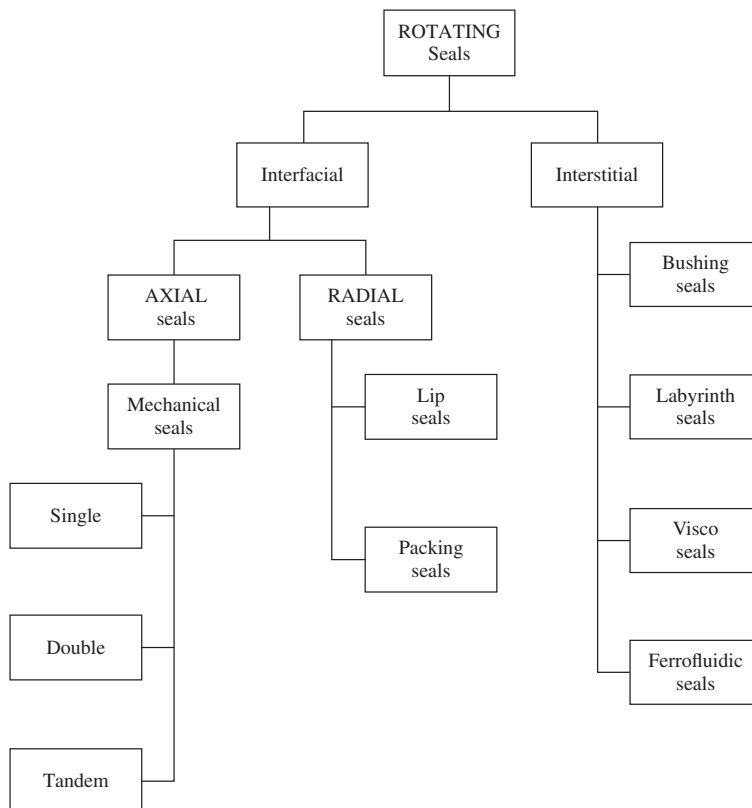 ROTATING
Seals
Interfacial
Interstitial
AXIAL
seals
RADIAL
seals
Bushing
seals
Mechanical
seals
Lip
seals
Labyrinth
seals
Single
Packing
seals
Visco
seals
Double
Ferrofluidic
seals
Tandem